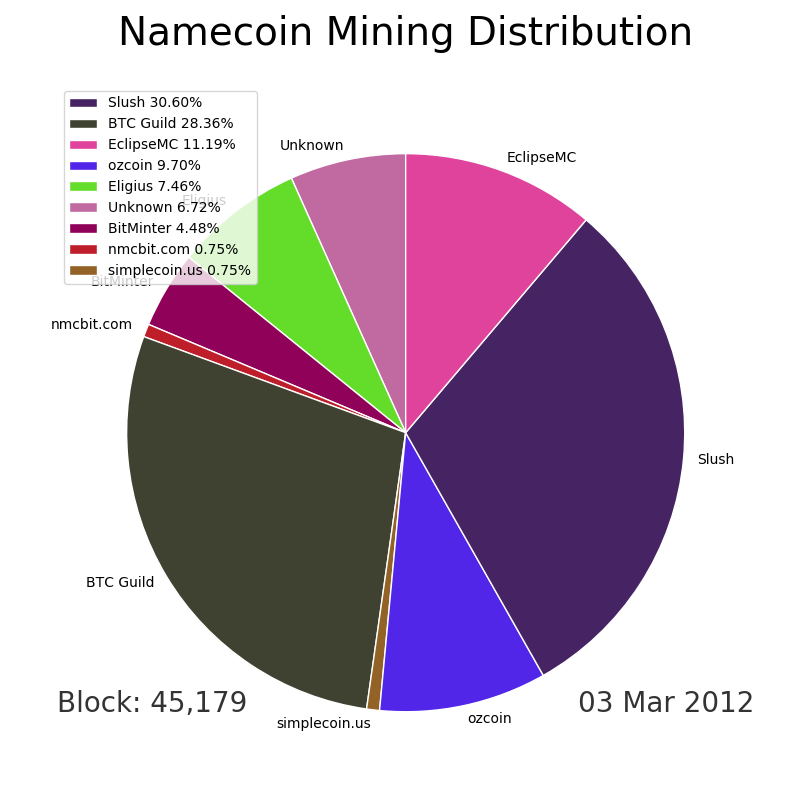 Namecoin Mining Distribution
Slush 30.60%
BTC Guild 28.36%
EclipseMC 11.19%
ozcoin 9.70%
Eligius 7.46%
Unknown 6.72%
BitMinter 4.48%
nmcbit.com 0.75%
simplecoin.us 0.75%
Unknown
EclipseMC
Eligius
BitMinter
nmcbit.com
Slush
BTC Guild
simplecoin.us
ozcoin
Block: 45,179
03 Mar 2012